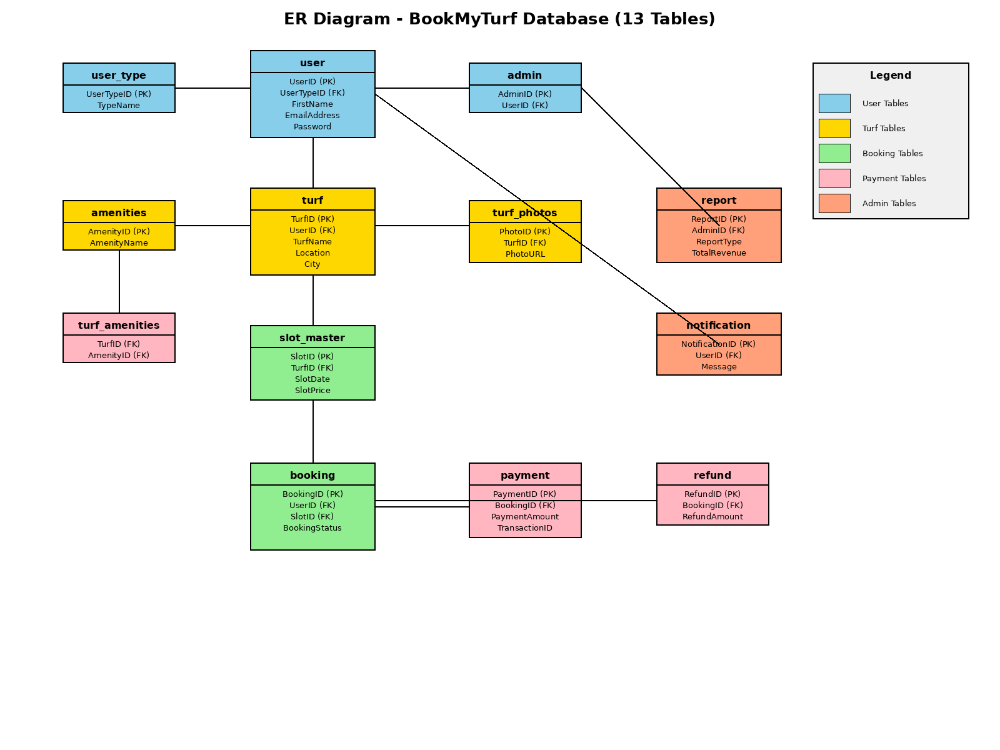 ER Diagram - BookMyTurf Database (13 Tables)
user_type
UserTypeID (PK)
TypeName
user
UserID (PK)
UserTypeID (FK)
FirstName
EmailAddress
Password
admin
AdminID (PK)
UserID (FK)
Legend
User Tables
Turf Tables
Booking Tables
Payment Tables
Admin Tables
amenities
AmenityID (PK)
AmenityName
turf
TurfID (PK)
UserID (FK)
TurfName
Location
City
turf_photos
PhotoID (PK)
TurfID (FK)
PhotoURL
report
ReportID (PK)
AdminID (FK)
ReportType
TotalRevenue
turf_amenities
TurfID (FK)
AmenityID (FK)
slot_master
SlotID (PK)
TurfID (FK)
SlotDate
SlotPrice
notification
NotificationID (PK)
UserID (FK)
Message
booking
BookingID (PK)
UserID (FK)
SlotID (FK)
BookingStatus
payment
PaymentID (PK)
BookingID (FK)
PaymentAmount
TransactionID
refund
RefundID (PK)
BookingID (FK)
RefundAmount